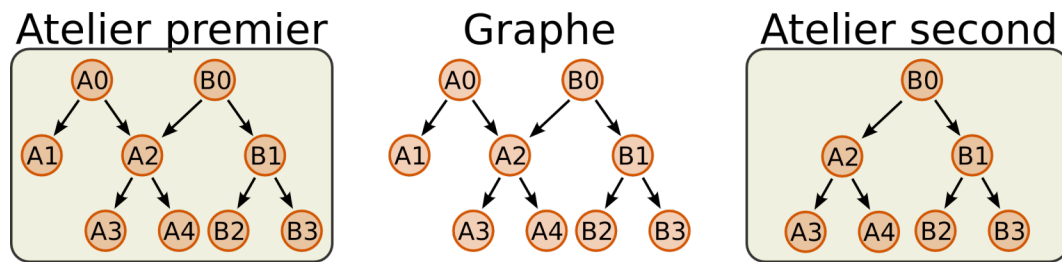 Atelier premier Graphe Atelier second
A0 B0 A0 B0 B0
A1 A2 B1 A1 A2 B1 A2 B1
A3 A4 B2 B3 A3 A4 B2 B3 A3 A4 B2 B3